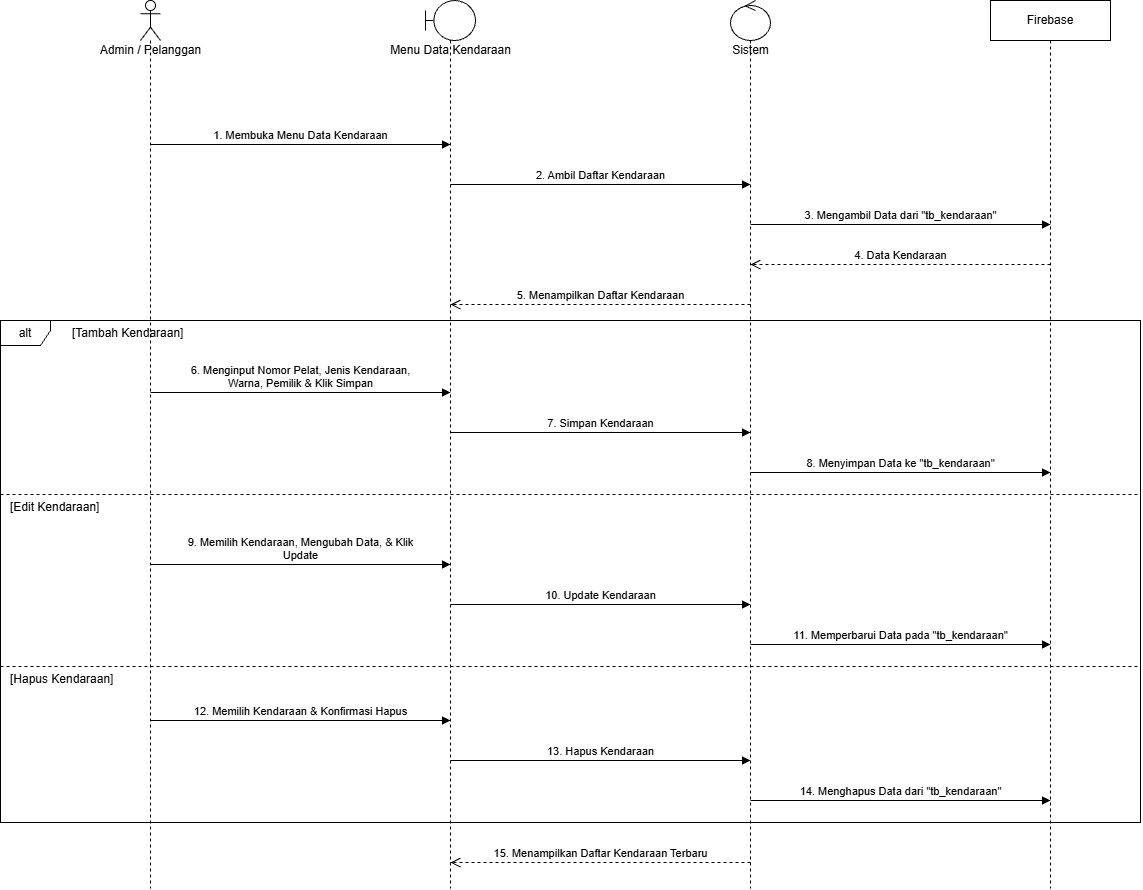 Admin / Pelanggan
Menu Data Kendaraan
Sistem
Firebase
1. Membuka Menu Data Kendaraan
2. Ambil Daftar Kendaraan
3. Mengambil Data dari "tb_kendaraan"
4. Data Kendaraan
5. Menampilkan Daftar Kendaraan
alt
[Tambah Kendaraan]
6. Menginput Nomor Pelat, Jenis Kendaraan,
Warna, Pemilik & Klik Simpan
7. Simpan Kendaraan
8. Menyimpan Data ke "tb_kendaraan"
[Edit Kendaraan]
9. Memilih Kendaraan, Mengubah Data, & Klik
Update
10. Update Kendaraan
11. Memperbarui Data pada "tb_kendaraan"
[Hapus Kendaraan]
12. Memilih Kendaraan & Konfirmasi Hapus
13. Hapus Kendaraan
14. Menghapus Data dari "tb_kendaraan"
15. Menampilkan Daftar Kendaraan Terbaru